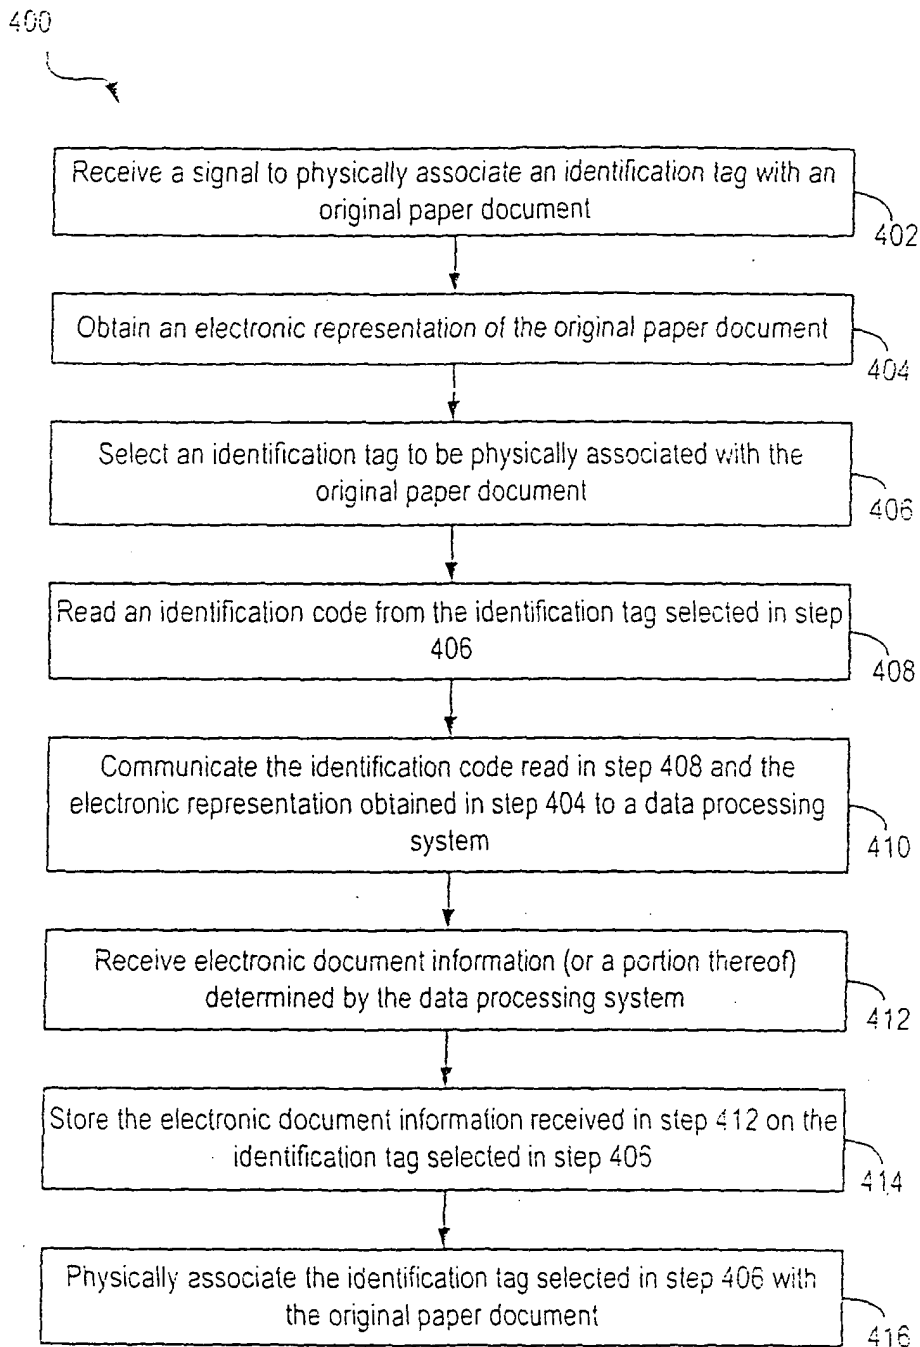 400
Receive a signal to physically associate an identification tag with an
original paper document
402
Obtain an electronic representation of the original paper document
404
Select an identification tag to be physically associated with the
original paper document
406
Read an identification code from the identification tag selected in step
406
408
Communicate the identification code read in step 408 and the
electronic representation obtained in step 404 to a data processing
system
410
Receive electronic document information (or a portion thereof)
determined by the data processing system
412
Store the electronic document information received in step 412 on the
identification tag selected in step 406
414
Physically associate the identification tag selected in step 406 with
the original paper document
416